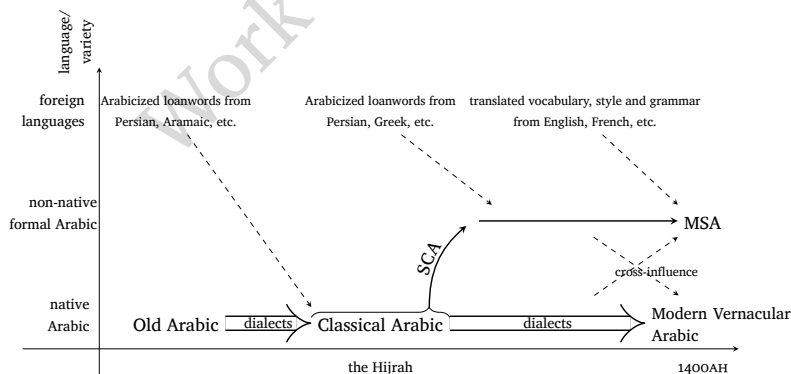 language/
variety
Work
foreign
languages
Arabicized loanwords from
Persian, Aramaic, etc.
Arabicized loanwords from
Persian, Greek, etc.
translated vocabulary, style and grammar
from English, French, etc.
non-native
formal Arabic
MSA
SCA
cross-influence
native
Arabic
Old Arabic
dialects
Classical Arabic
dialects
Modern Vernacular
Arabic
the Hijrah
1400AH